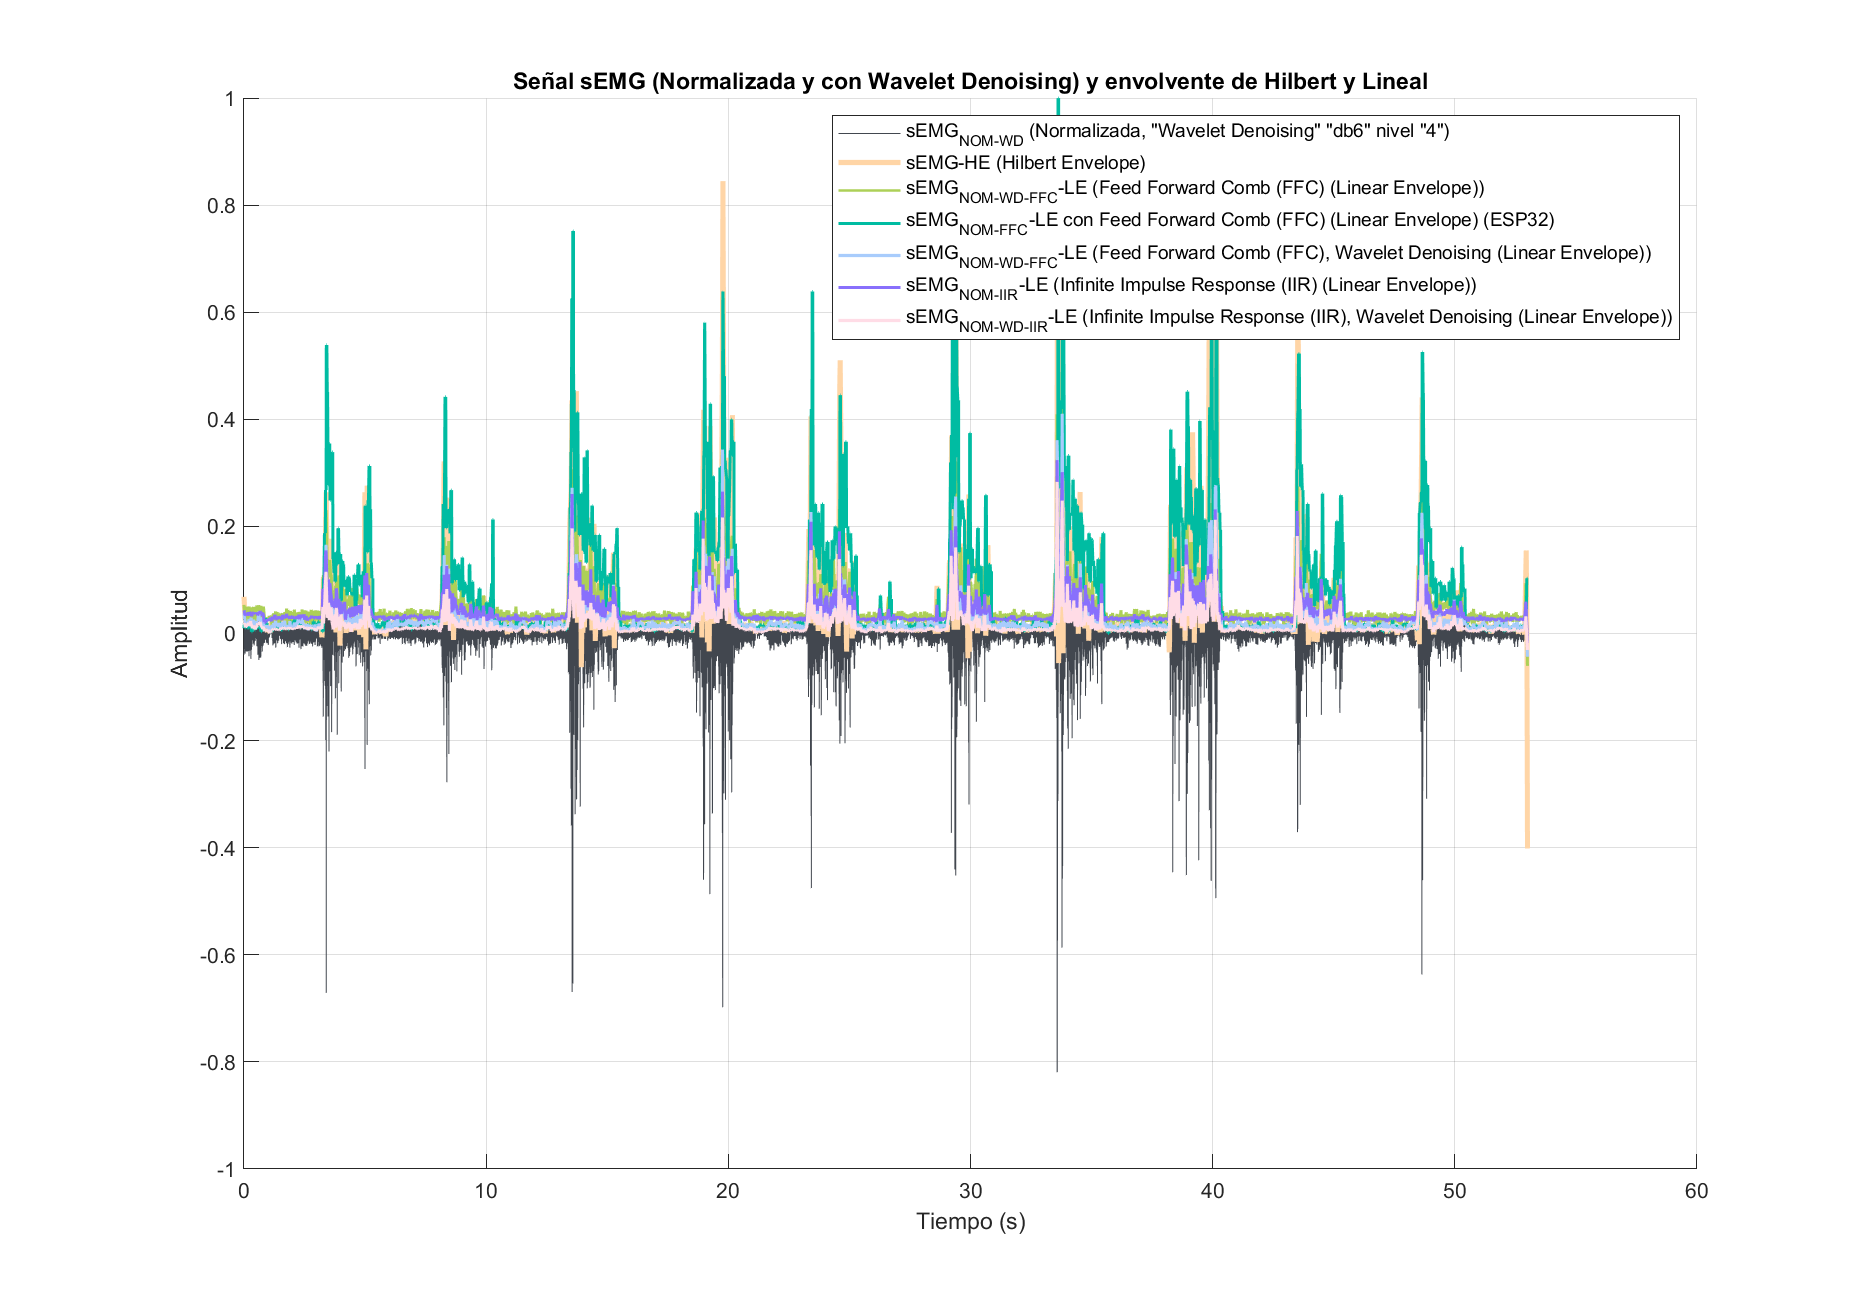 Señal sEMG (Normalizada y con Wavelet Denoising) y envolvente de Hilbert y Lineal
sEMG_NOM-WD (Normalizada, "Wavelet Denoising" "db6" nivel "4")
sEMG-HE (Hilbert Envelope)
sEMG_NOM-WD-FFC-LE (Feed Forward Comb (FFC) (Linear Envelope))
sEMG_NOM-FFC-LE con Feed Forward Comb (FFC) (Linear Envelope) (ESP32)
sEMG_NOM-WD-FFC-LE (Feed Forward Comb (FFC), Wavelet Denoising (Linear Envelope))
sEMG_NOM-IIR-LE (Infinite Impulse Response (IIR) (Linear Envelope))
sEMG_NOM-WD-IIR-LE (Infinite Impulse Response (IIR), Wavelet Denoising (Linear Envelope))
1
0.8
0.6
0.4
0.2
0
-0.2
-0.4
-0.6
-0.8
-1
Amplitud
0 10 20 30 40 50 60
Tiempo (s)